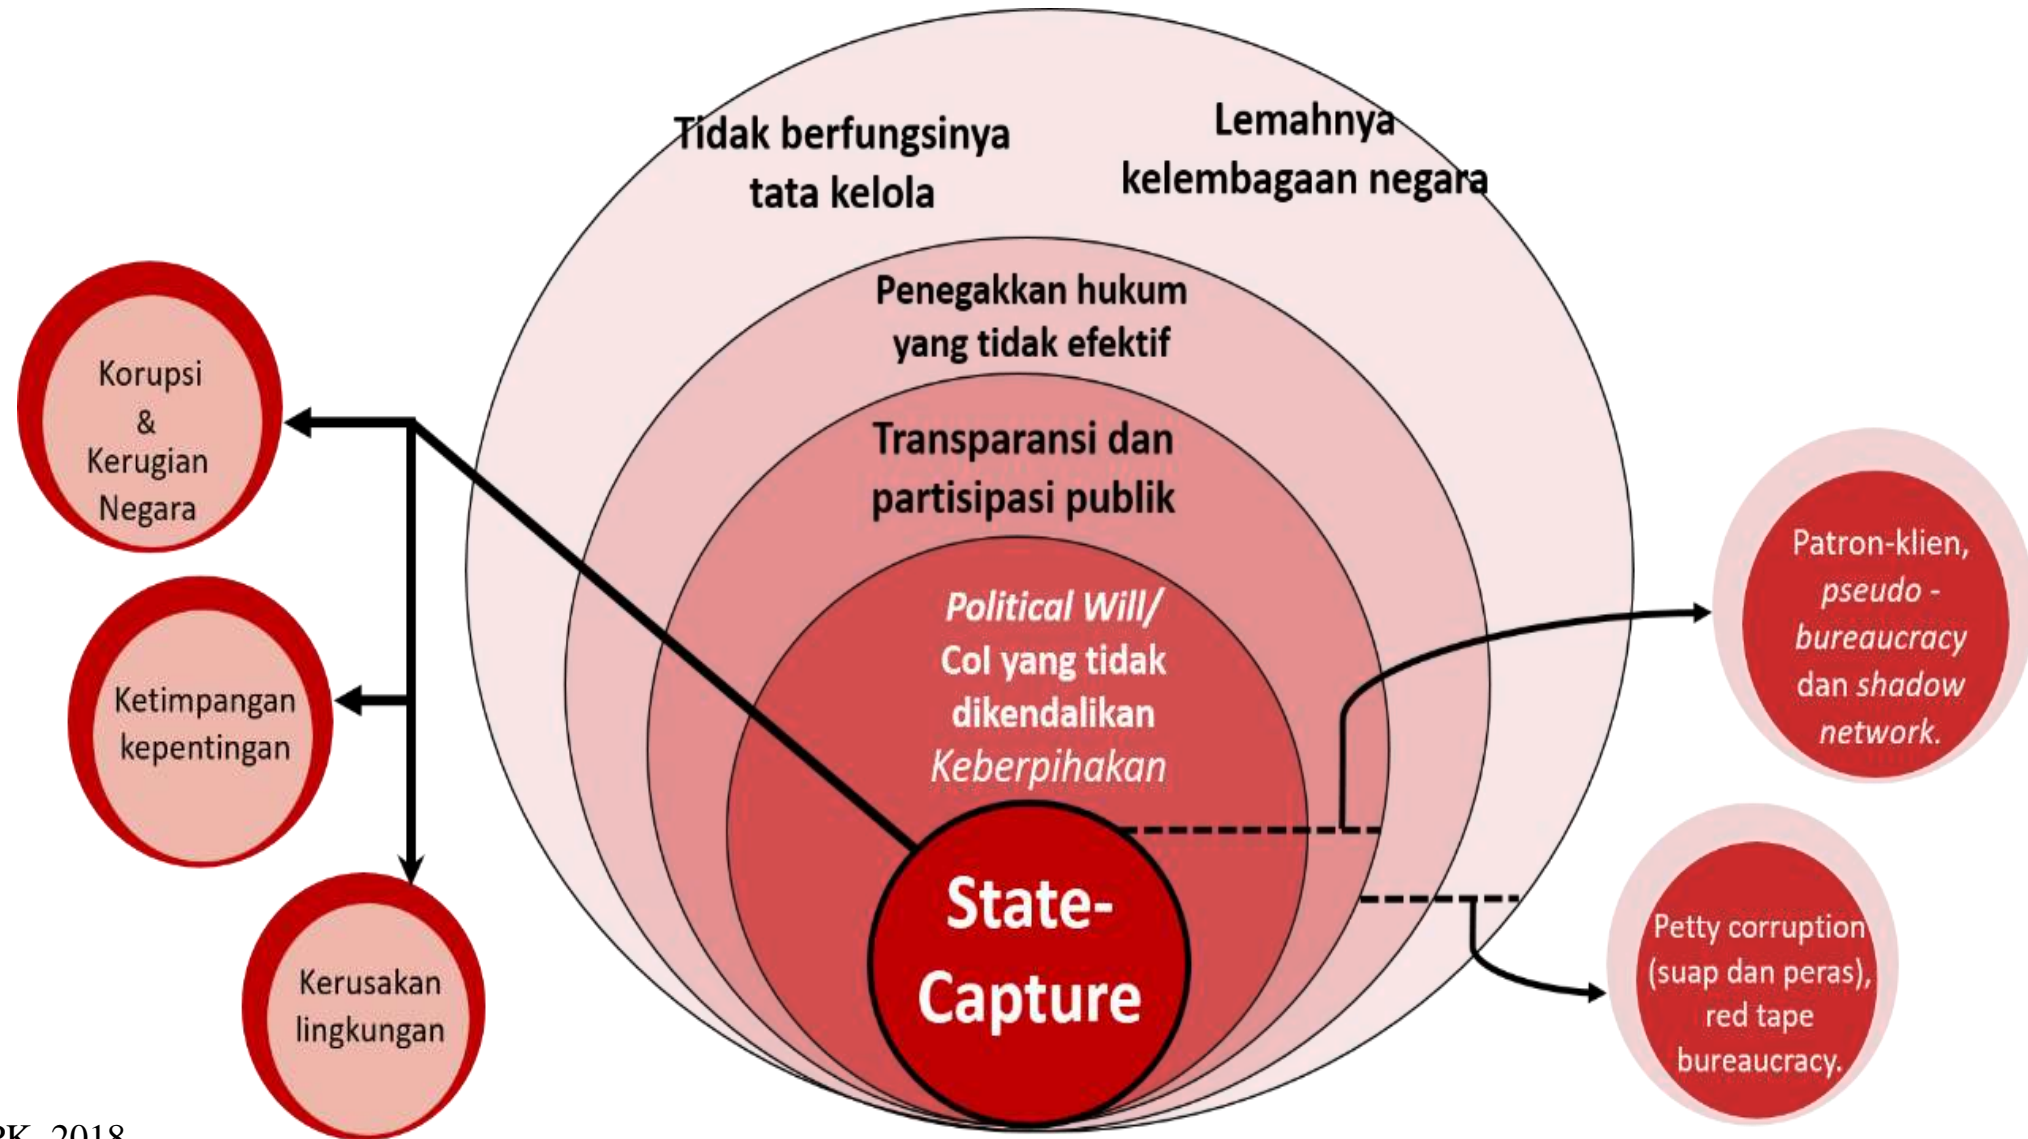 Tidak berfungsinya
tata kelola
Lemahnya
kelembagaan negara
Penegakkan hukum
yang tidak efektif
Transparansi dan
partisipasi publik
Political Will/
CoI yang tidak
dikendalikan
Keberpihakan
State-
Capture
Korupsi
&
Kerugian
Negara
Ketimpangan
kepentingan
Kerusakan
lingkungan
Patron-klien,
pseudo -
bureaucracy
dan shadow
network.
Petty corruption
(suap dan peras),
red tape
bureaucracy.
2018